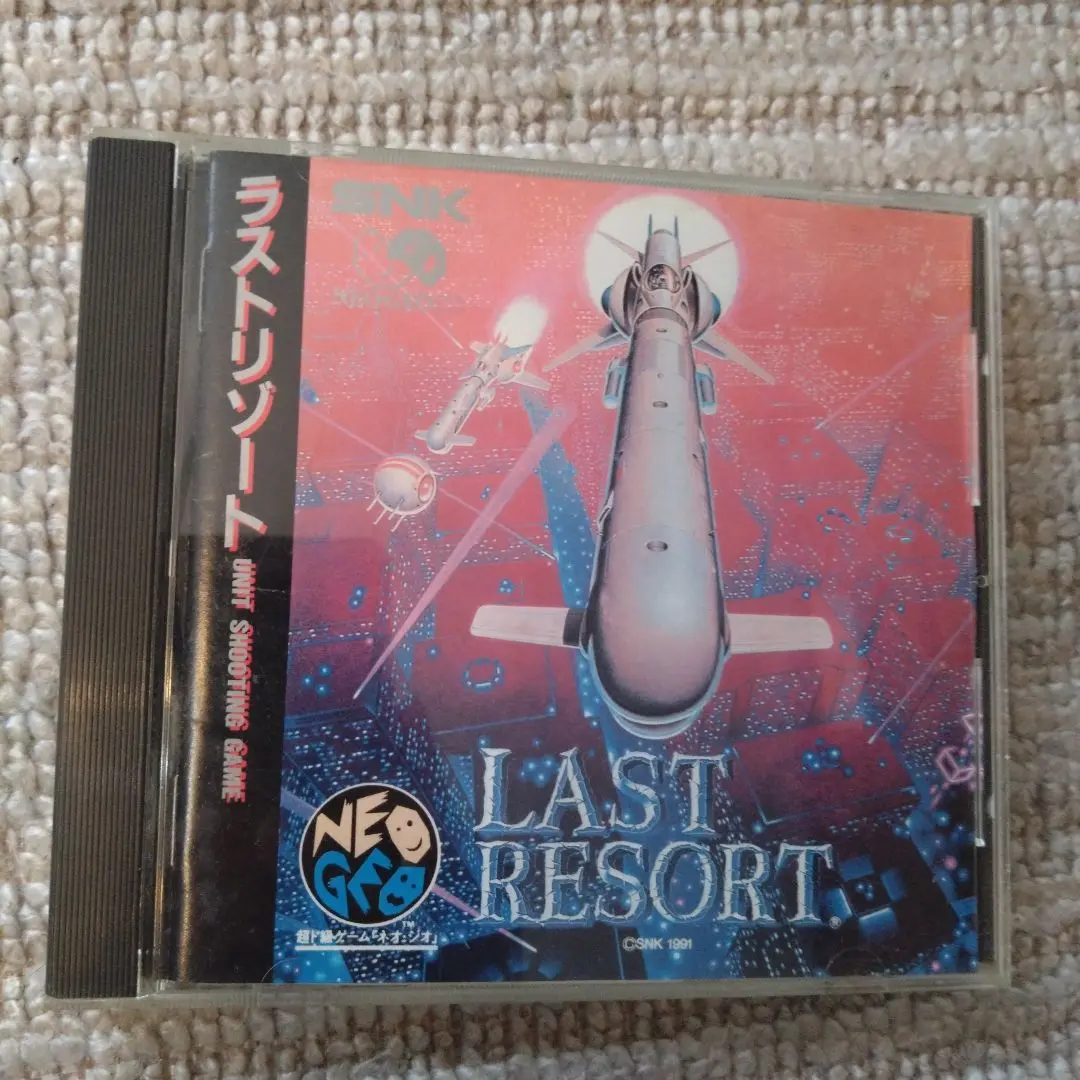 ラストリゾート
UNIT SHOOTING GAME
SNK
NEO
GEO
TM
超ド級ゲーム「ネオ・ジオ」
LAST
RESORT®
©SNK 1991